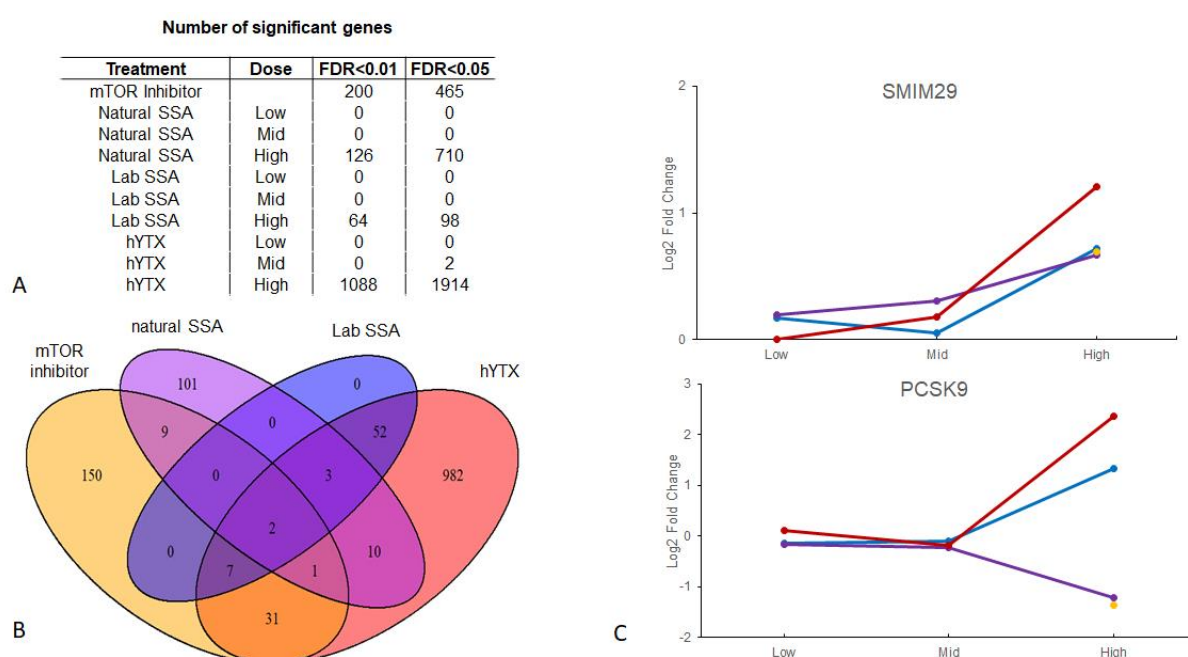 Number of significant genes
Treatment Dose FDR<0.01 FDR<0.05
mTOR Inhibitor 200 465
Natural SSA Low 0 0
Natural SSA Mid 0 0
Natural SSA High 126 710
Lab SSA Low 0 0
Lab SSA Mid 0 0
Lab SSA High 64 98
hYTX Low 0 0
hYTX Mid 0 2
hYTX High 1088 1914
A
natural SSA
Lab SSA
mTOR
inhibitor
hYTX
101
0
9
0
52
150
0
3
982
2
0
7
1
10
31
B
SMIM29
2
1
0
Log2 Fold Change
Low Mid High
PCSK9
3
2
1
0
-1
-2
Log2 Fold Change
Low Mid High
C